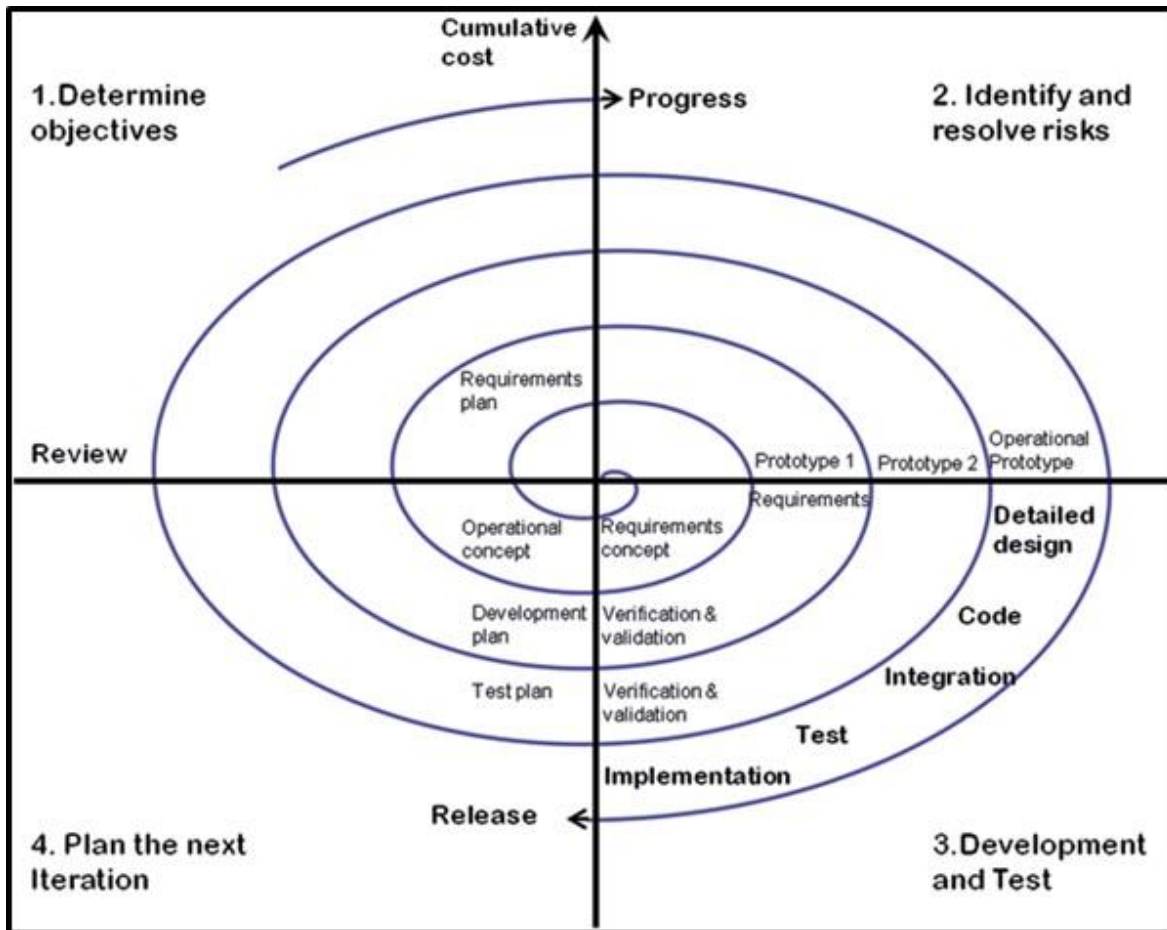 Cumulative
cost
1.Determine
objectives
Progress
2. Identify and
resolve risks
Requirements
plan
Review
Prototype 1
Prototype 2
Operational
Prototype
Requirements
Operational
concept
Requirements
concept
Detailed
design
Development
plan
Verification &
validation
Code
Test plan
Verification &
validation
Integration
Test
Implementation
Release
4. Plan the next
Iteration
3.Development
and Test